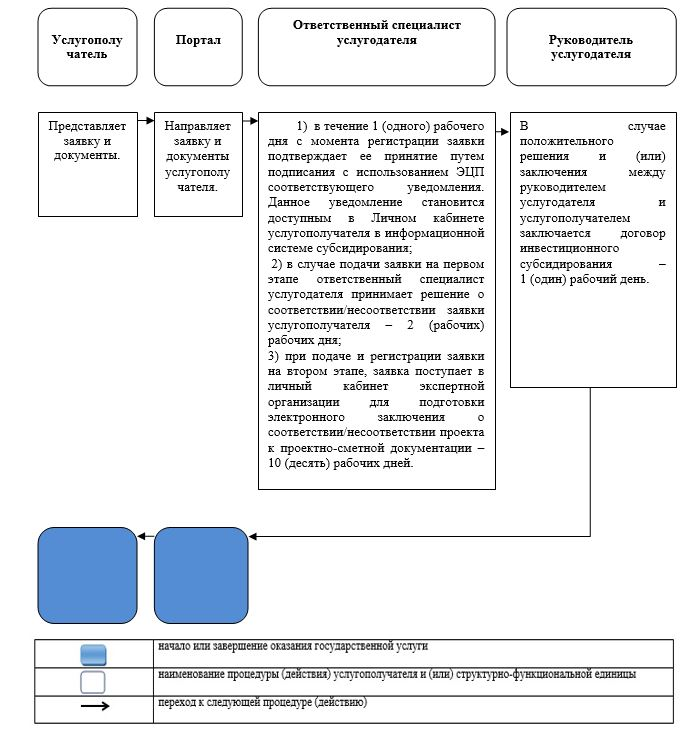 Услугополу
чатель
Портал
Ответственный специалист
услугодателя
Руководитель
услугодателя
Представляет
заявку и
документы.
Направляет
заявку и
документы
услугополу
чателя.
1) в течение 1 (одного) рабочего
дня с момента регистрации заявки
подтверждает ее принятие путем
подписания с использованием ЭЦП
соответствующего уведомления.
Данное уведомление становится
доступным в Личном кабинете
услугополучателя в информационной
системе субсидирования;
2) в случае подачи заявки на первом
этапе ответственный специалист
услугодателя принимает решение о
соответствии/несоответствии заявки
услугополучателя – 2 (рабочих)
рабочих дня;
3) при подаче и регистрации заявки
на втором этапе, заявка поступает в
личный кабинет экспертной
организации для подготовки
электронного заключения о
соответствии/несоответствии проекта
к проектно-сметной документации –
10 (десять) рабочих дней.
В случае
положительного
решения и (или)
заключения между
руководителем
услугодателя и
услугополучателем
заключается договор
инвестиционного
субсидирования –
1 (один) рабочий день.
начало или завершение оказания государственной услуги
наименование процедуры (действия) услугополучателя и (или) структурно-функциональной единицы
переход к следующей процедуре (действию)